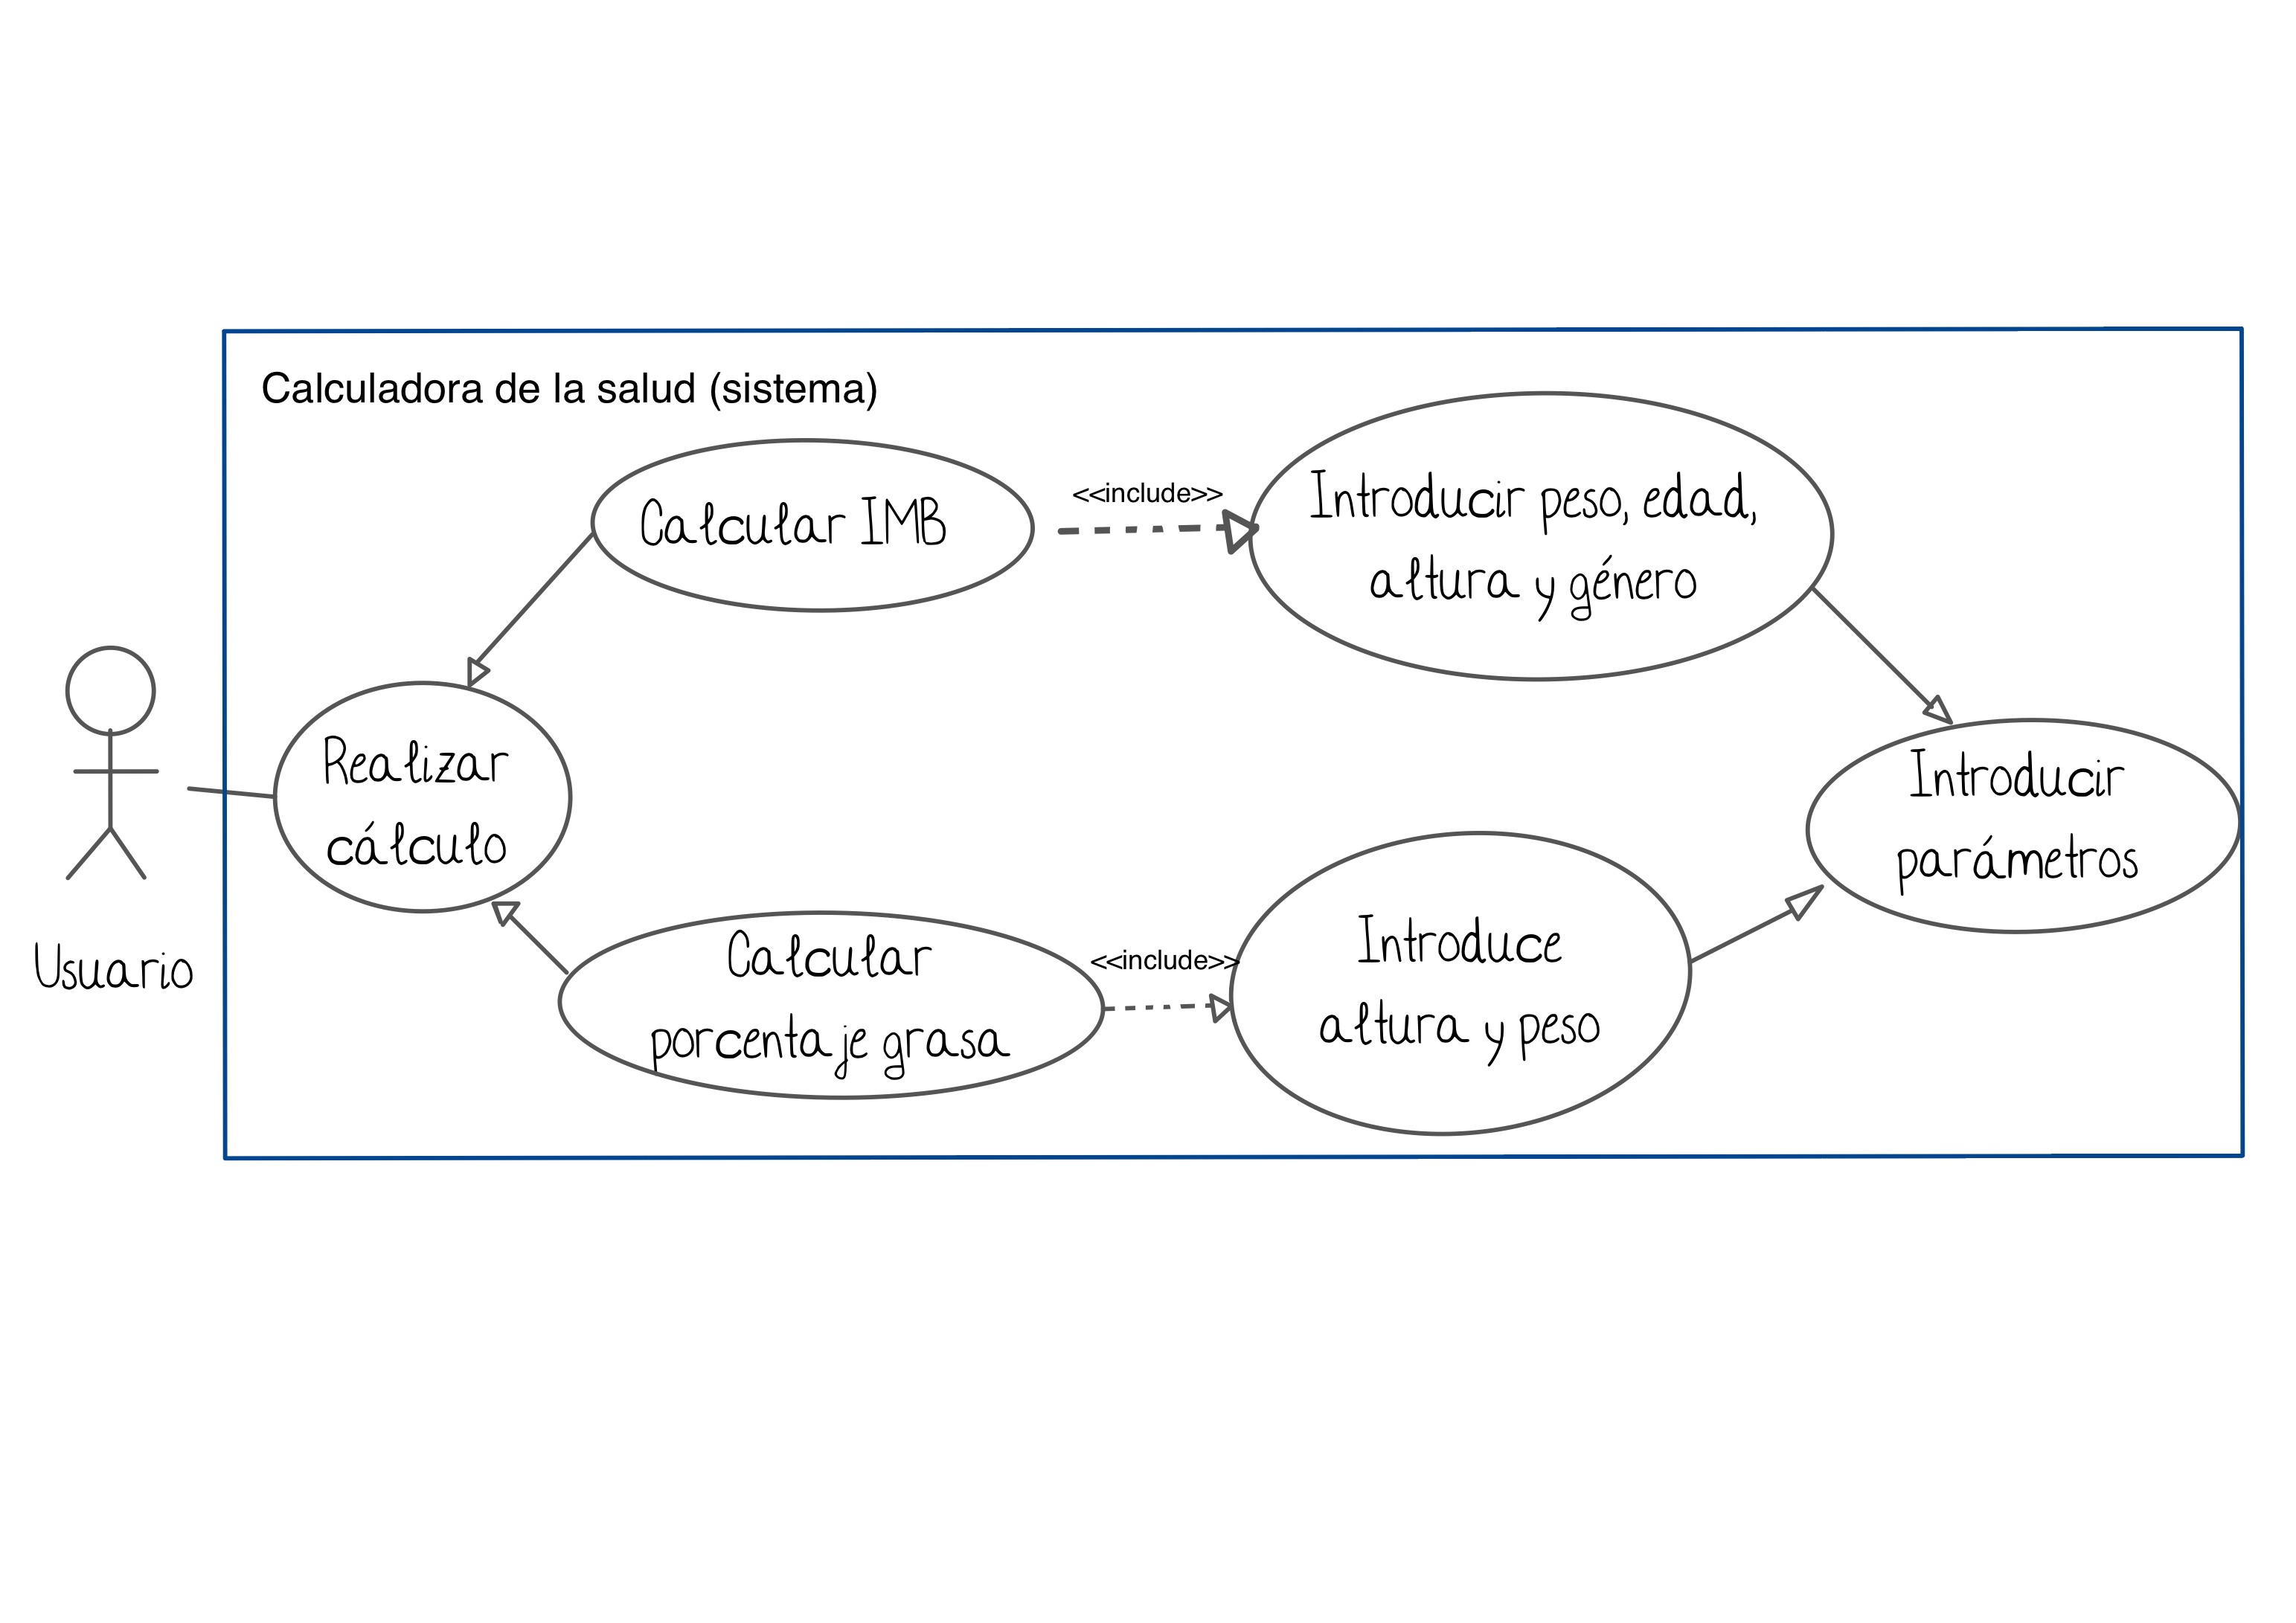 Calculadora de la salud (sistema)
Calcular IMB
<<include>>
Introducir peso, edad,
altura y género
Realizar
cálculo
Introducir
parámetros
Usuario
Calcular
porcentaje grasa
<<include>>
Introduce
altura y peso